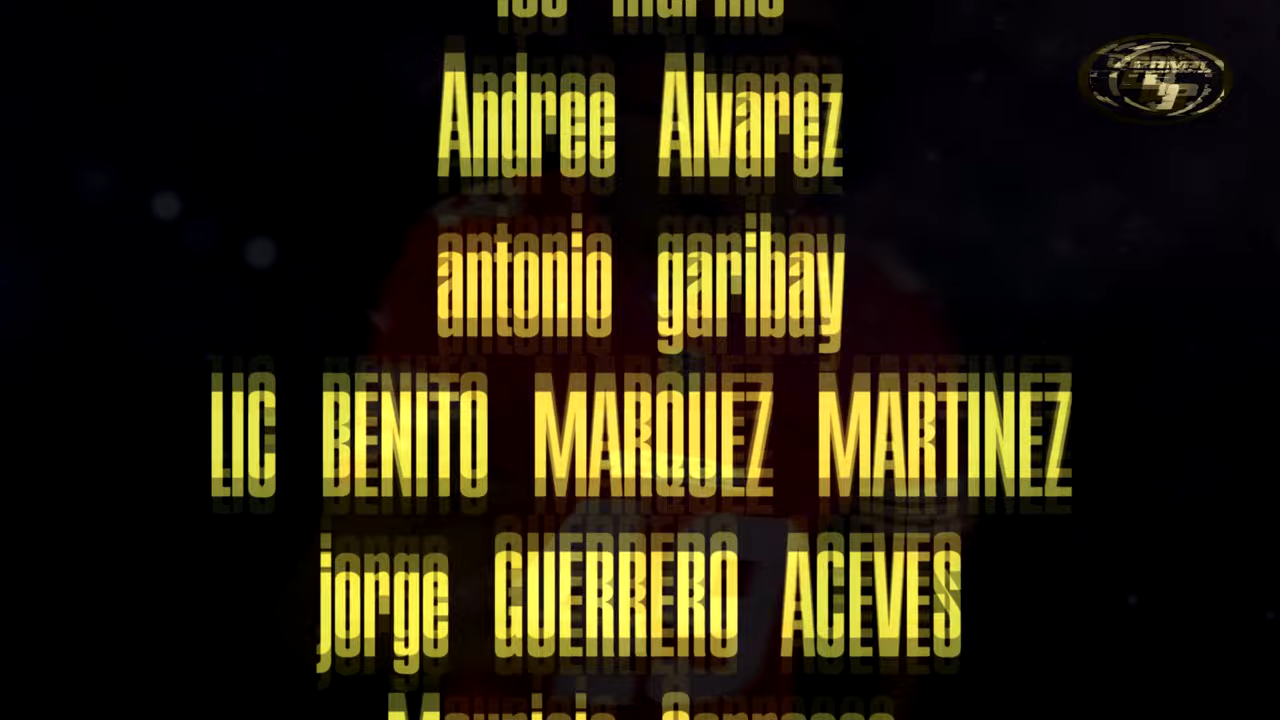 Andree Alvarez
antonio garibay
LIC BENITO MARQUEZ MARTINEZ
jorge GUERRERO ACEVES